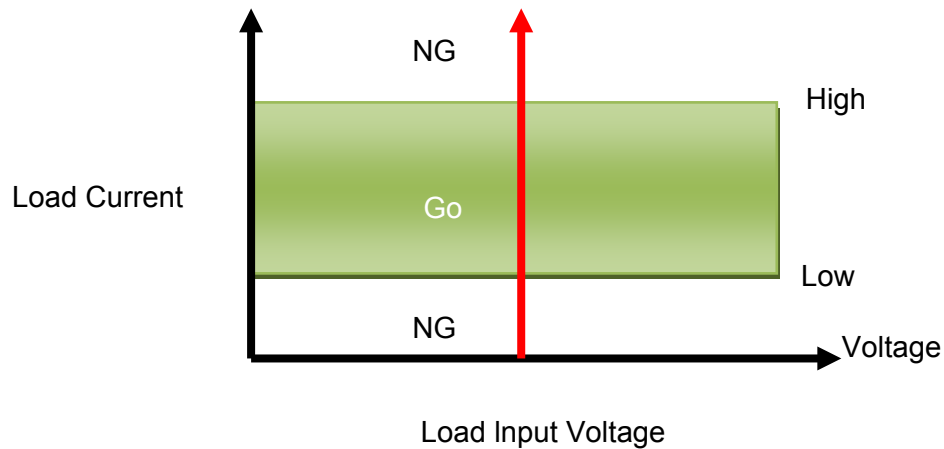 NG
High
Load Current
Go
Low
NG
Voltage
Load Input Voltage